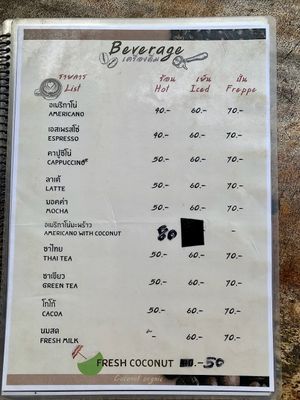 Beverage
เครื่องดื่ม
รายการ ร้อน เย็น ปั่น
List Hot Iced Frappe
อเมริกาโน่
AMERICANO 40.- 60.- 70.-
เอสเพรสโซ่
ESPRESSO 40.- 60.- 70.-
คาปูชิโน่
CAPPUCCINO 50.- 60.- 70.-
ลาเต้
LATTE 50.- 60.- 70.-
มอคค่า
MOCHA 50.- 60.- 70.-
อเมริกาโน่มะพร้าว
AMERICANO WITH COCONUT 50 -
ชาไทย
THAI TEA 50.- 60.- 70.-
ชาเขียว
GREEN TEA 50.- 60.- 70.-
โกโก้
CACOA 50.- 60.- 70.-
นมสด
FRESH MILK - 60.- 70.-
FRESH COCONUT .-50